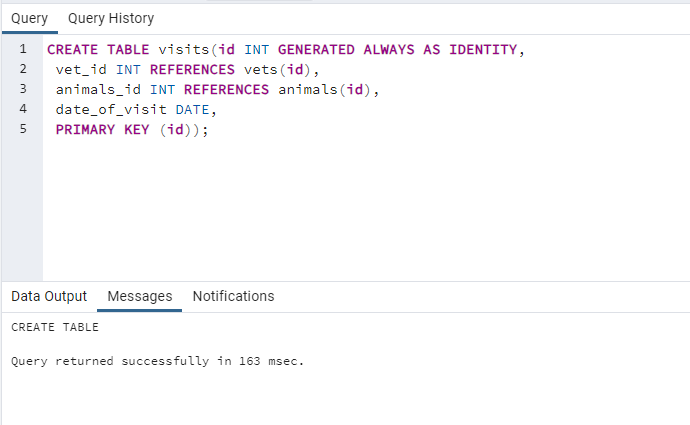 Query Query History
1 CREATE TABLE visits(id INT GENERATED ALWAYS AS IDENTITY,
2 vet_id INT REFERENCES vets(id),
3 animals_id INT REFERENCES animals(id),
4 date_of_visit DATE,
5 PRIMARY KEY (id));
Data Output Messages Notifications
CREATE TABLE
Query returned successfully in 163 msec.